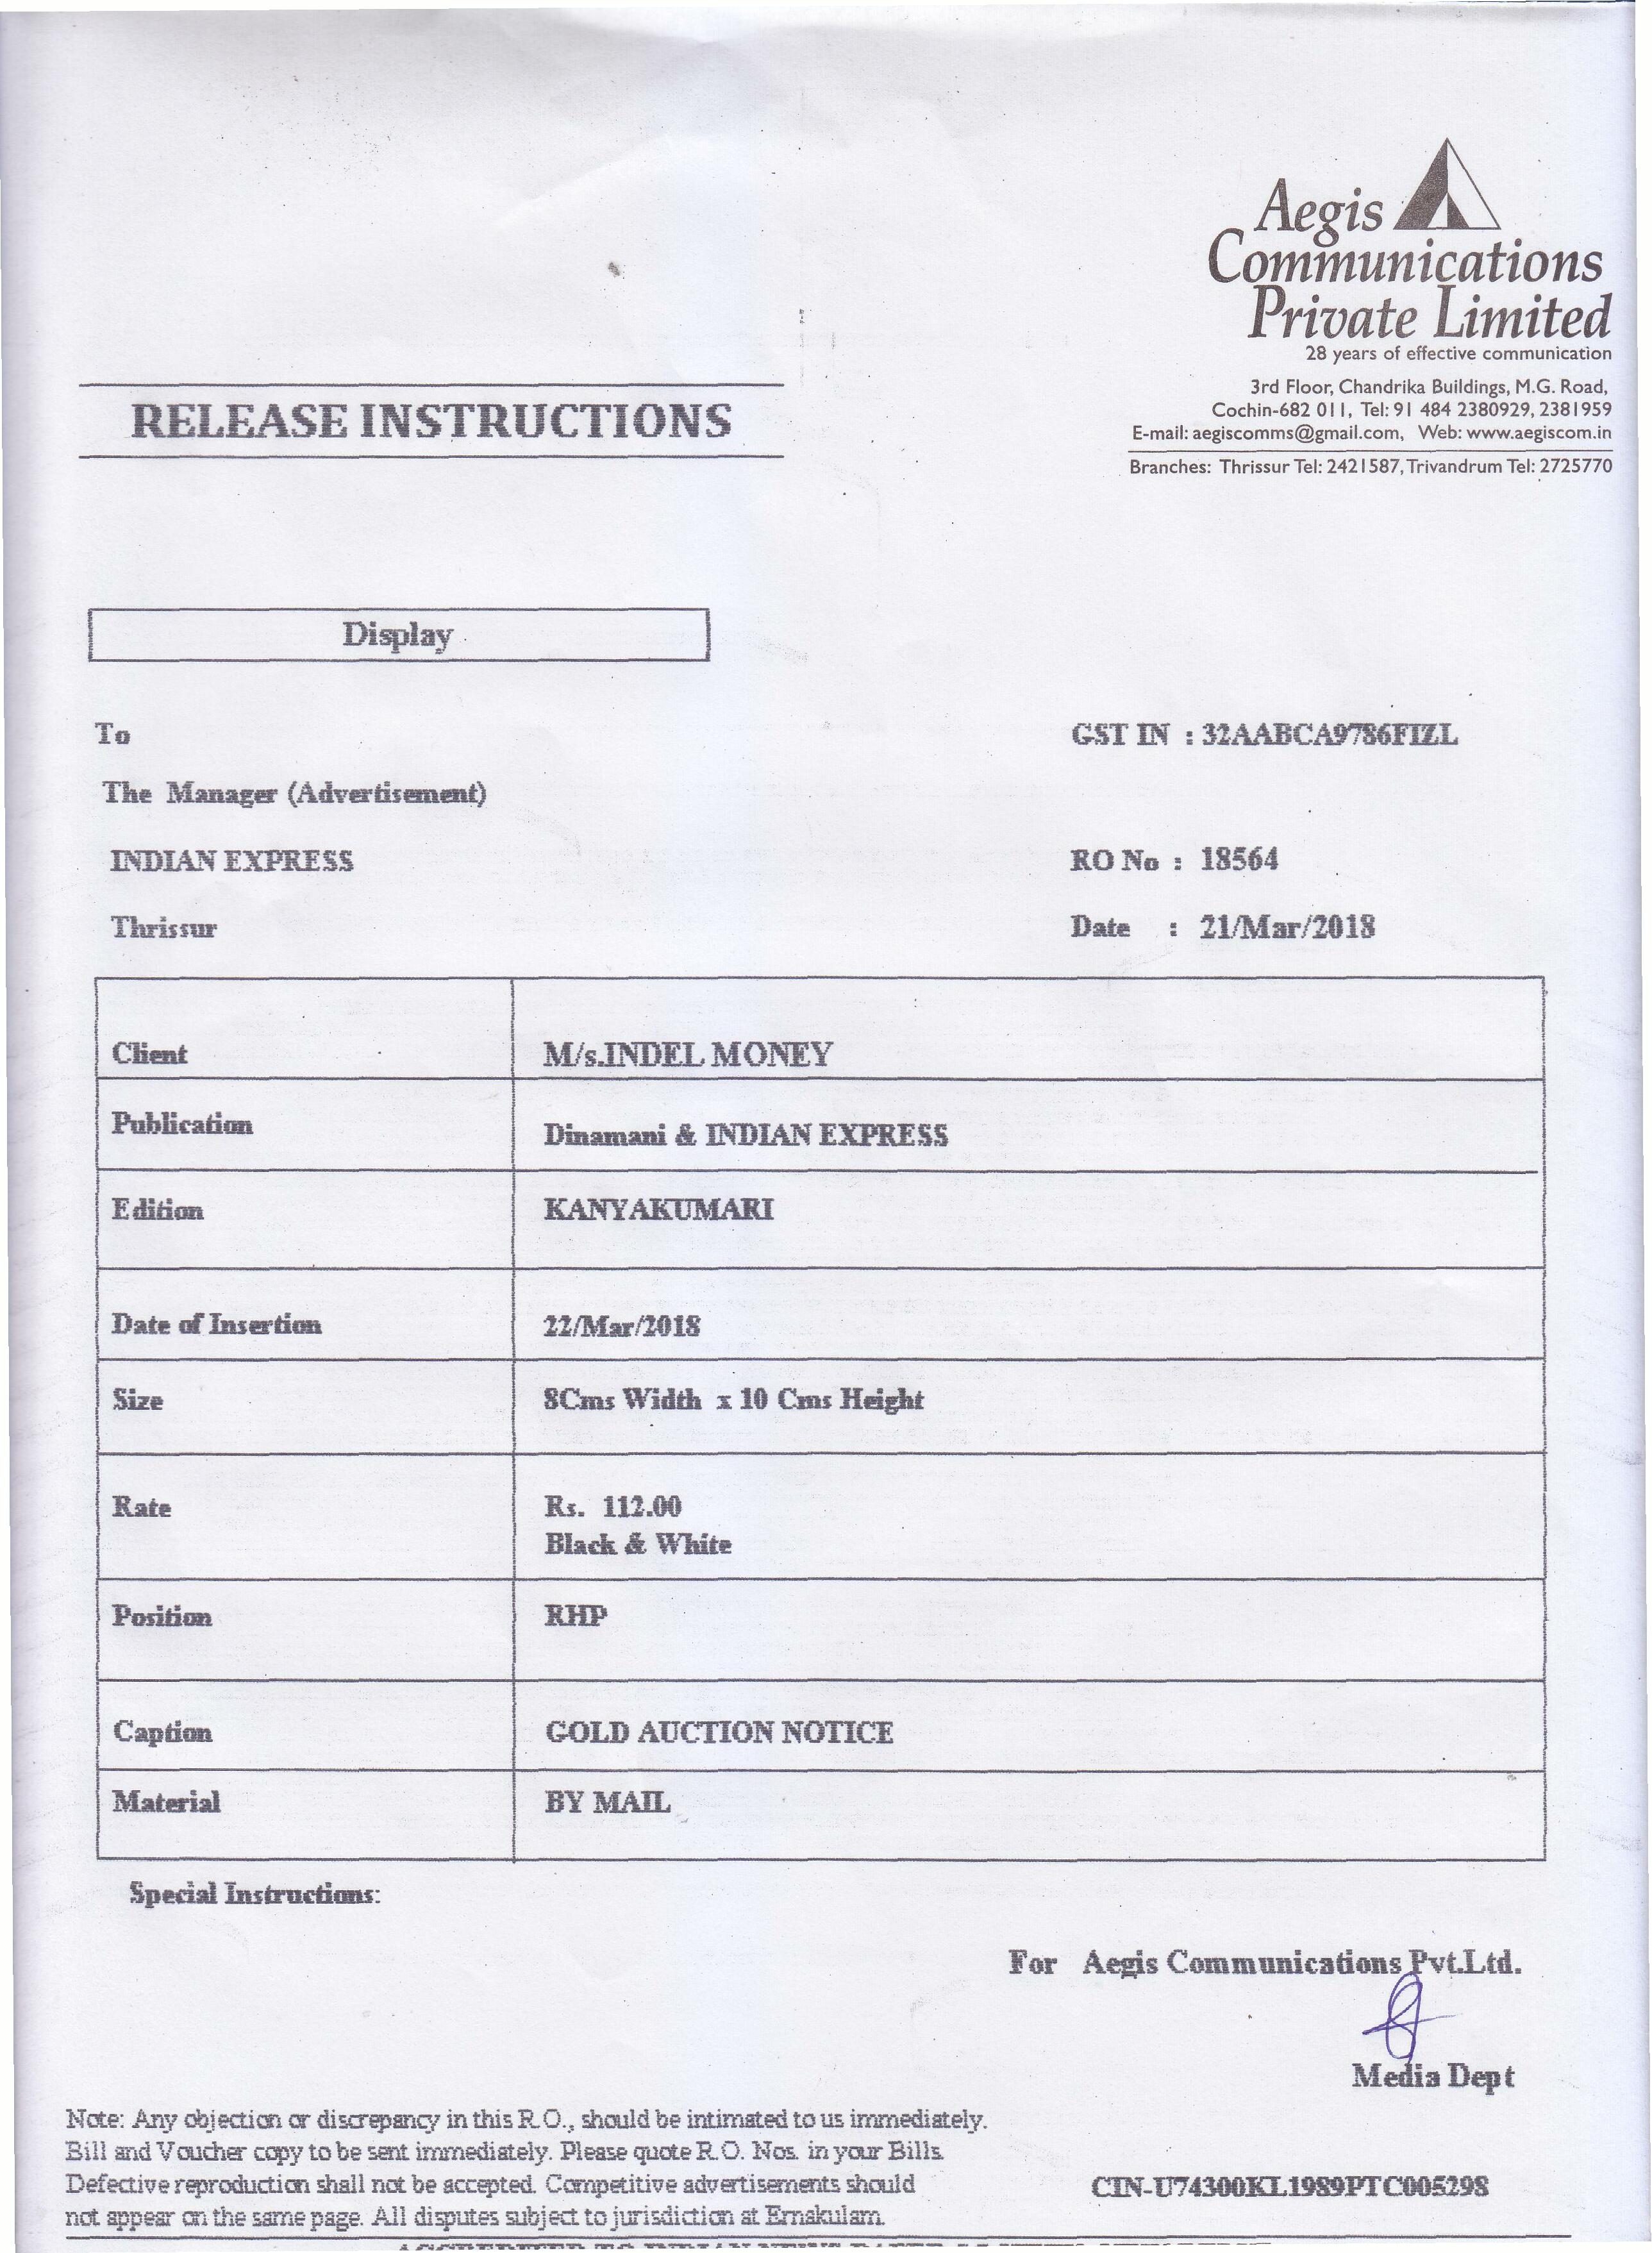 Aegis
Communications
Private Limited
28 years of effective communication
3rd Floor, Chandrika Buildings, M.G. Road,
Cochin-682 011, Tel: 91 484 2380929, 2381959
E-mail: aegiscomms@gmail.com, Web: www.aegiscom.in
Branches: Thrissur Tel: 2421587, Trivandrum Tel: 2725770
RELEASE INSTRUCTIONS
Display
To
GST IN : 32AABCA9786FIZL
The Manager (Advertisement)
INDIAN EXPRESS
RO No : 18564
Thrissur
Date : 21/Mar/2018
Client M/s.INDEL MONEY
Publication Dinamani & INDIAN EXPRESS
Edition KANYAKUMARI
Date of Insertion 22/Mar/2018
Size 8Cms Width x 10 Cms Height
Rate Rs. 112.00
Black & White
Position RHP
Caption GOLD AUCTION NOTICE
Material BY MAIL
Special Instructions:
For Aegis Communications Pvt.Ltd.
Media Dept
Note: Any objection or discrepancy in this R.O., should be intimated to us immediately.
Bill and Voucher copy to be sent immediately. Please quote R.O. Nos. in your Bills.
Defective reproduction shall not be accepted. Competitive advertisements should
not appear on the same page. All disputes subject to jurisdiction at Ernakulam.
CIN-U74300KL1989PTC005298